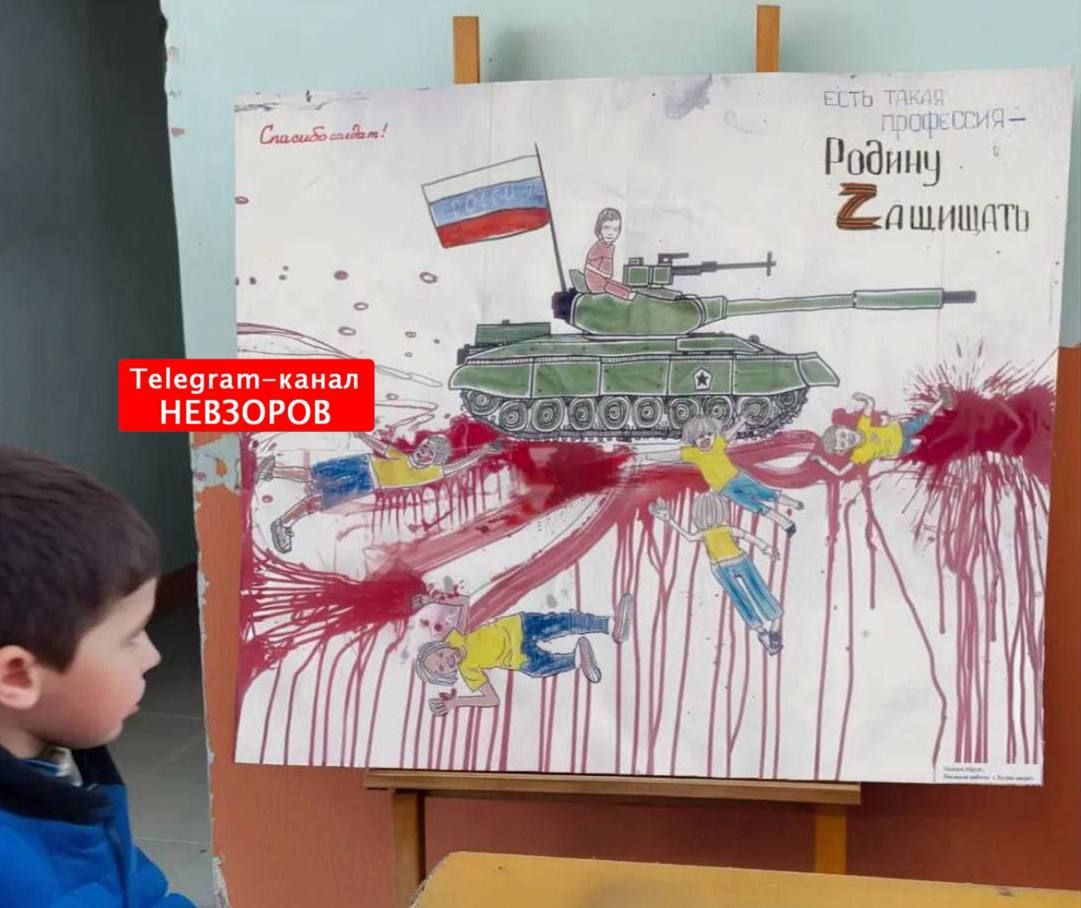 Спасибо солдат!
ЕСТЬ ТАКАЯ
ПРОФЕССИЯ—
Родину
ZАЩИЩАТЬ
РОССИЯ
Telegram-канал
НЕВЗОРОВ